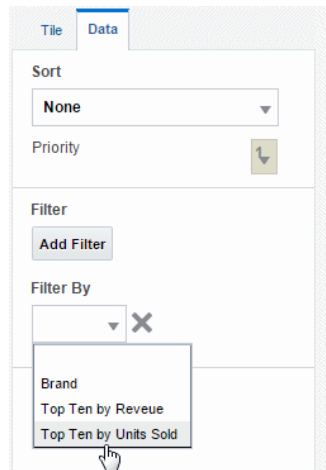 Tile Data
Sort
None
Priority 1
Filter
Add Filter
Filter By
Brand
Top Ten by Reveue
Top Ten by Units Sold